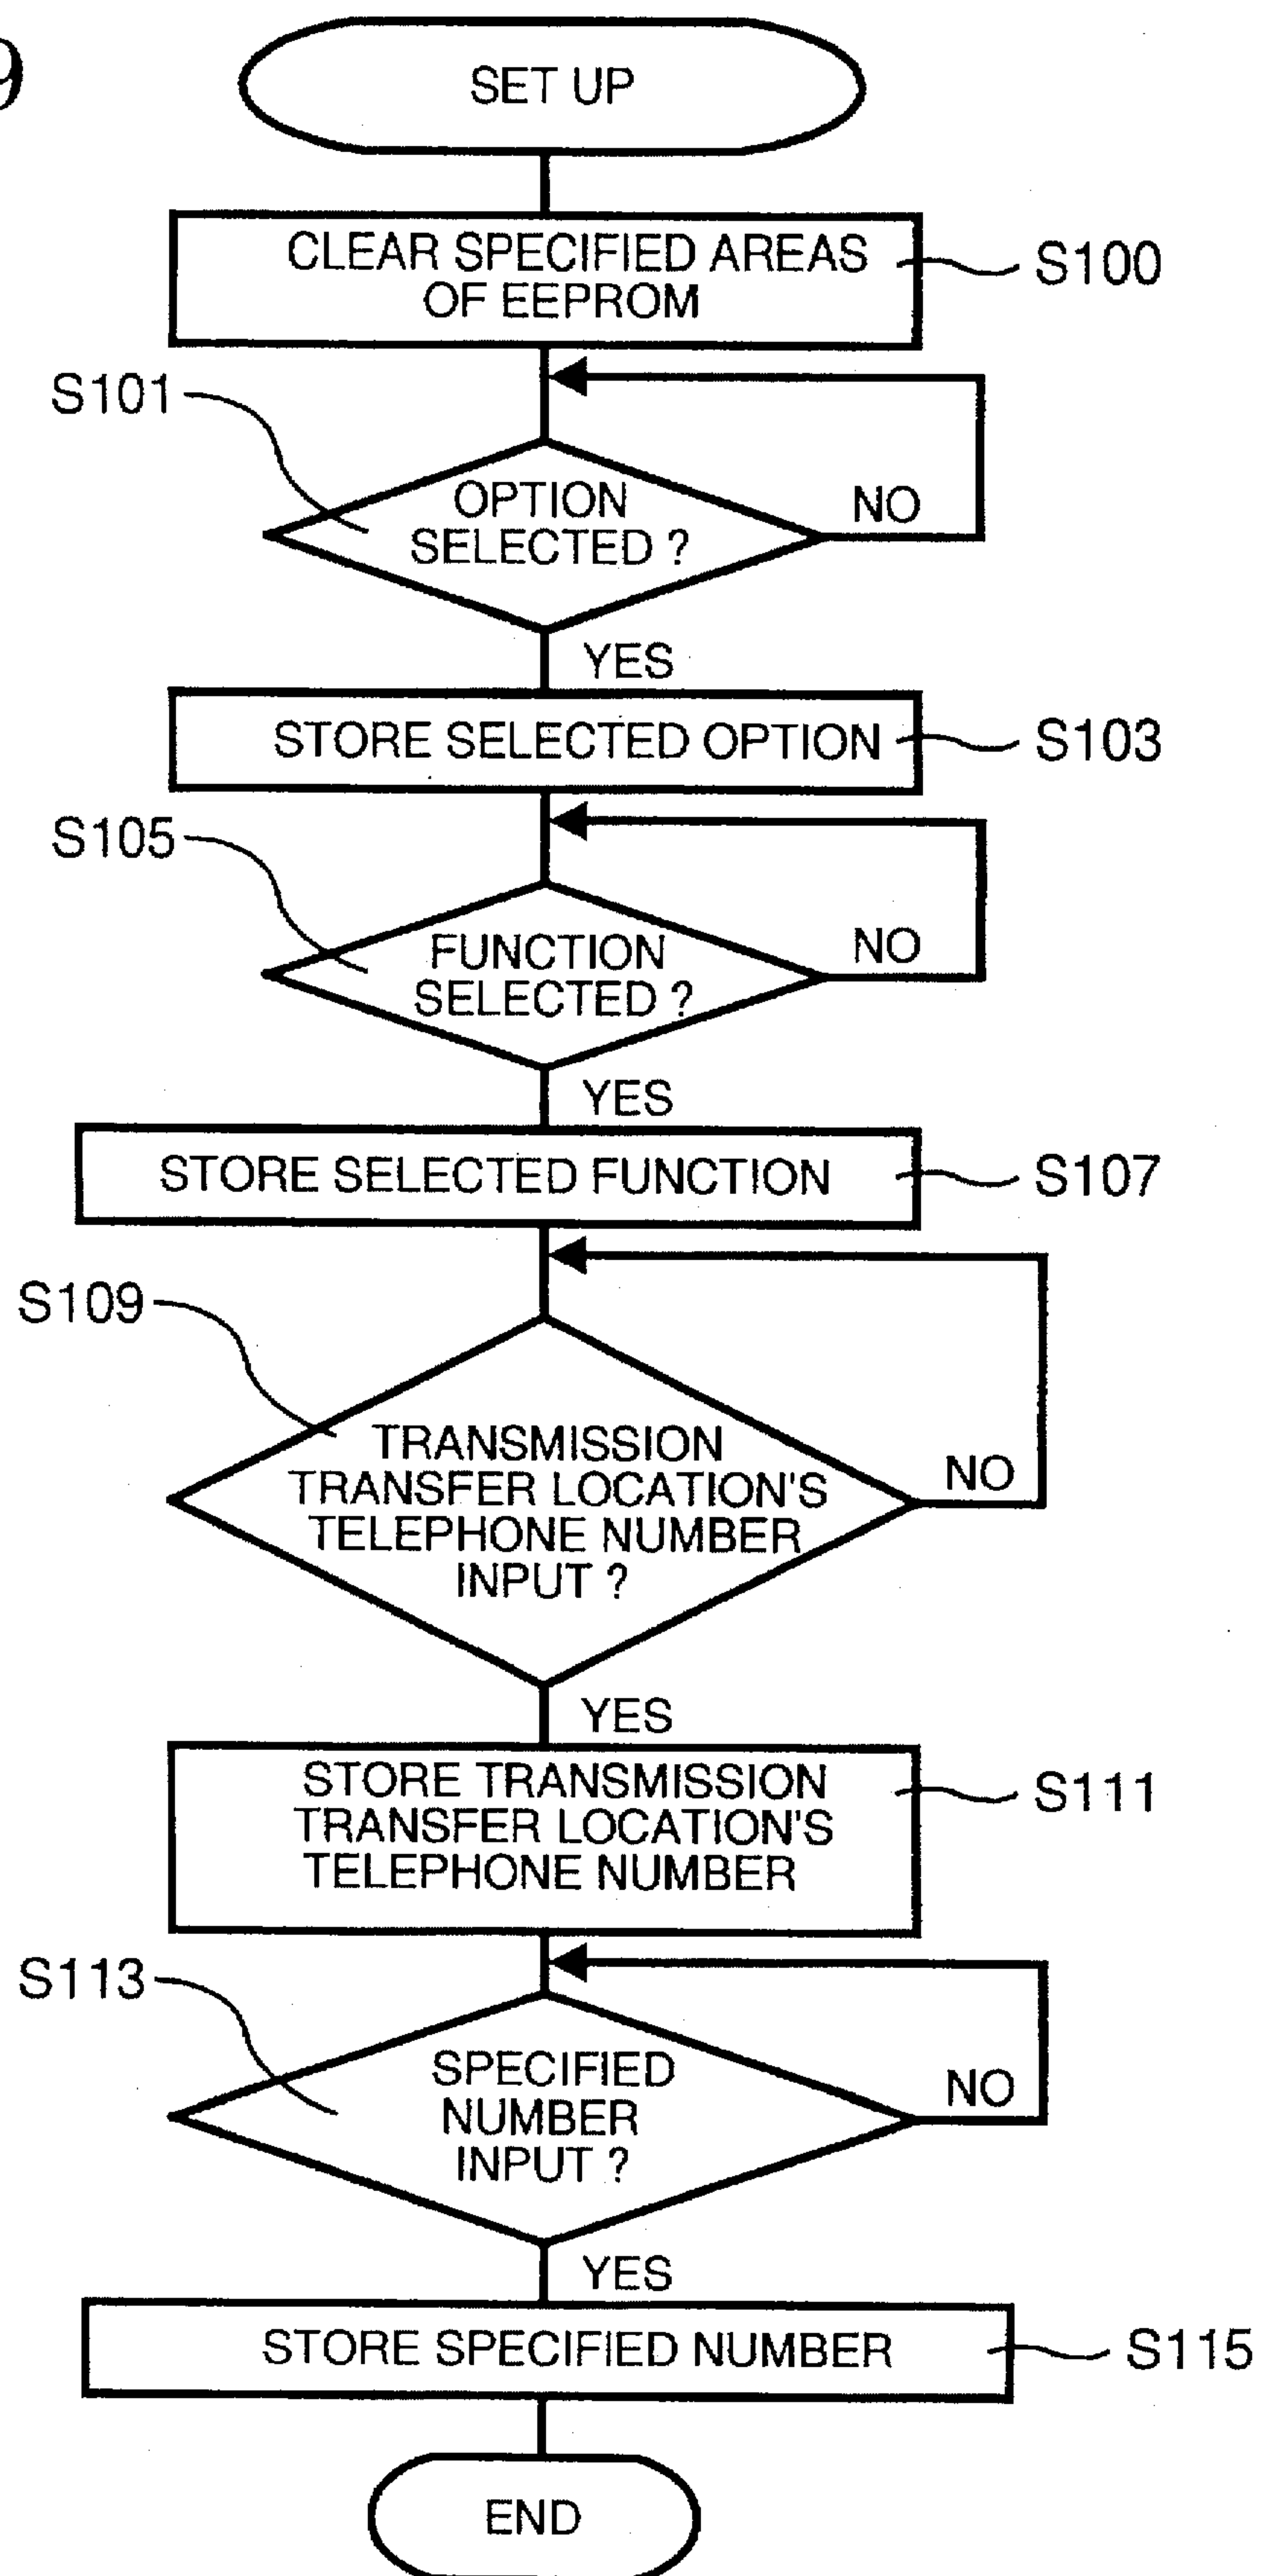 9
SET UP
CLEAR SPECIFIED AREAS
OF EEPROM
S100
S101
OPTION
SELECTED ?
NO
YES
STORE SELECTED OPTION
S103
S105
FUNCTION
SELECTED ?
NO
YES
STORE SELECTED FUNCTION
S107
S109
TRANSMISSION
TRANSFER LOCATION'S
TELEPHONE NUMBER
INPUT ?
NO
YES
STORE TRANSMISSION
TRANSFER LOCATION'S
TELEPHONE NUMBER
S111
S113
SPECIFIED
NUMBER
INPUT ?
NO
YES
STORE SPECIFIED NUMBER
S115
END